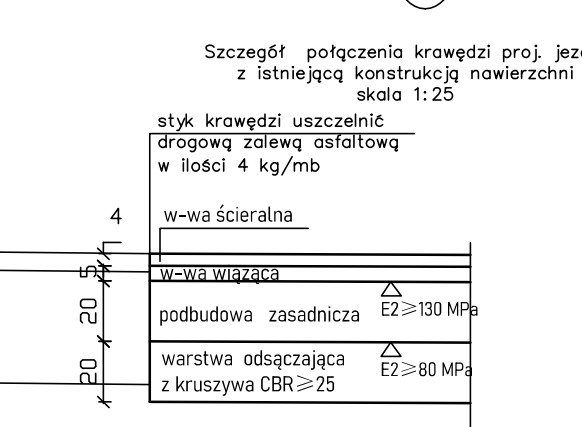 Szczegół połączenia krawędzi proj.
z istniejącą konstrukcją nawierzchni
skala 1:25
styk krawędzi uszczelnić
drogową zalewą asfaltową
w ilości 4 kg/mb
4
w-wa ścieralna
5
w-wa wiążąca
20
podbudowa zasadnicza
E2≥130 MPa
20
warstwa odsączająca
z kruszywa CBR≥25
E2≥80 MPa